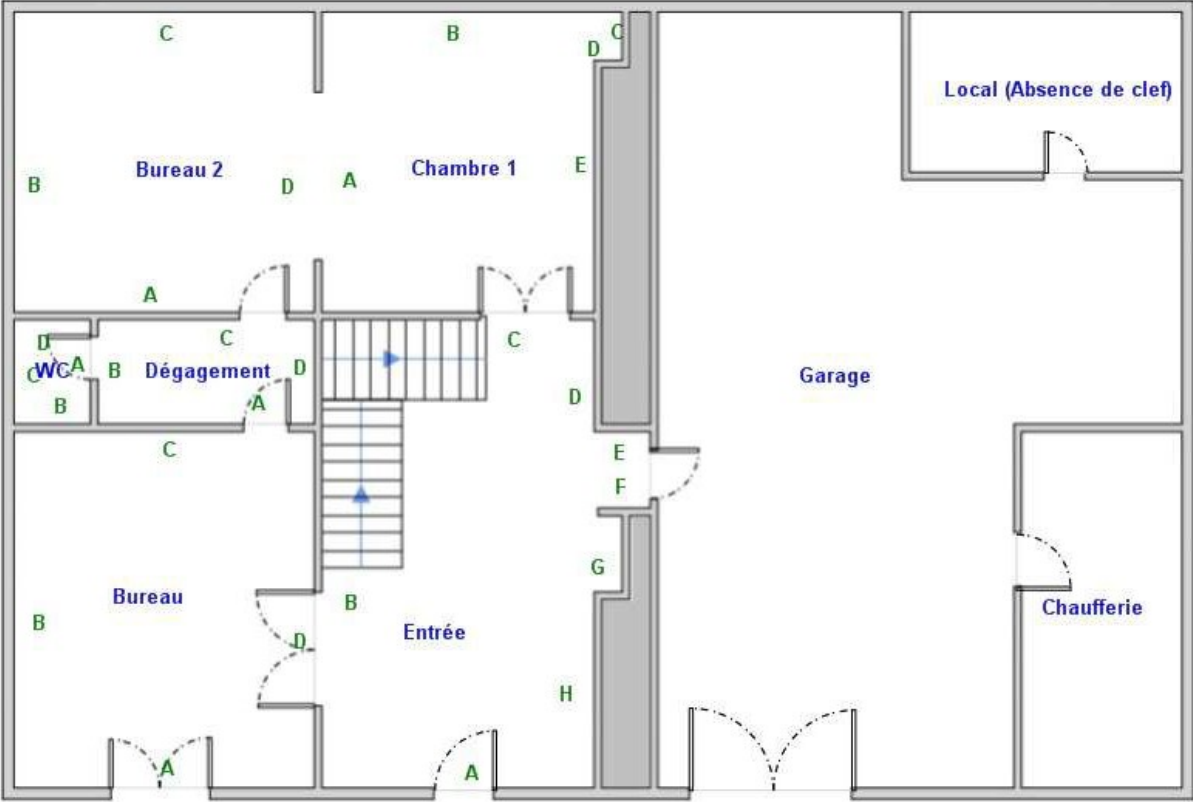 C
B
C
D
Local (Absence de clef)
Bureau 2
Chambre 1
E
B
D
A
A
D
C
C
WC
C
A
B
Dégagement
D
Garage
B
A
D
C
E
F
G
Bureau
B
B
Entrée
Chaufferie
D
H
A
A